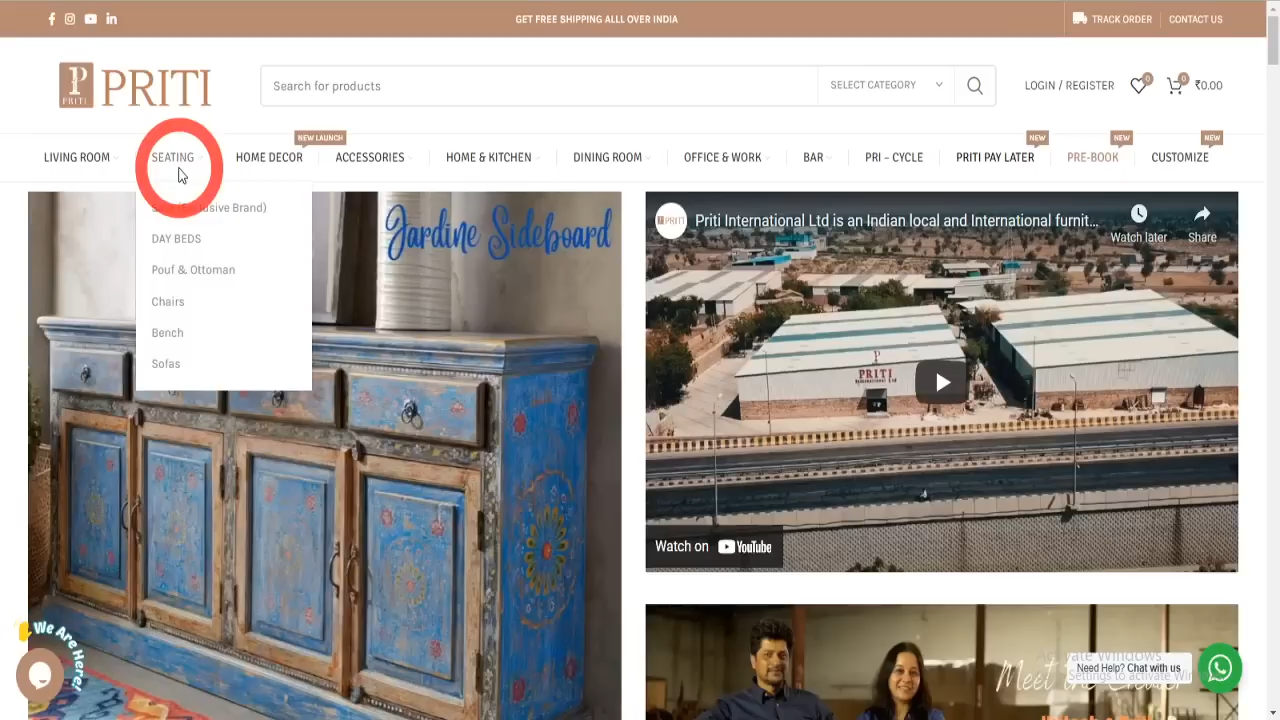 GET FREE SHIPPING ALLL OVER INDIA
TRACK ORDER
CONTACT US
PRITI
PRITI
Search for products
SELECT CATEGORY
LOGIN / REGISTER
0
0
₹0.00
NEW LAUNCH
NEW
NEW
NEW
LIVING ROOM
SEATING
HOME DECOR
ACCESSORIES
HOME & KITCHEN
DINING ROOM
OFFICE & WORK
BAR
PRI – CYCLE
PRITI PAY LATER
PRE-BOOK
CUSTOMIZE
Brand)
DAY BEDS
Pouf & Ottoman
Chairs
Bench
Sofas
Jardine Sideboard
PRITI
Priti International Ltd is an Indian local and International furnit...
Watch later
Share
PRITI
Watch on YouTube
We Are Here!
Meet
Need Help? Chat with us